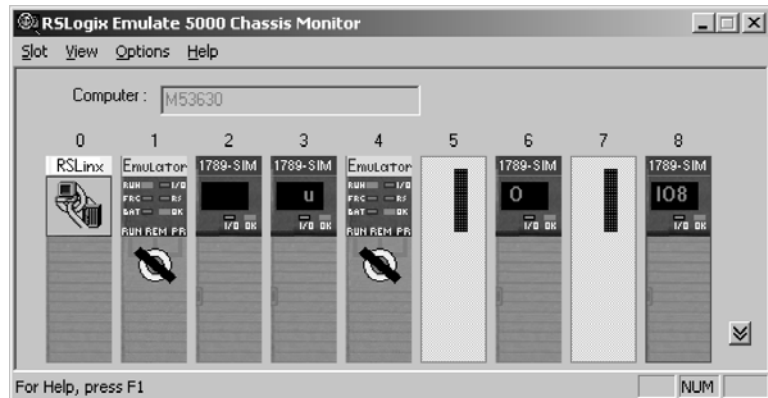 RSLogix Emulate 5000 Chassis Monitor
Slot View Options Help
Computer : M53630
0 1 2 3 4 5 6 7 8
RSLinx Emulator 1789-SIM 1789-SIM Emulator 1789-SIM 1789-SIM
RUN I/O RUN I/O
FRC RS u FRC RS O IO8
BAT OK I/O OK I/O OK BAT OK I/O OK I/O OK
RUN REM PR RUN REM PR
For Help, press F1 NUM